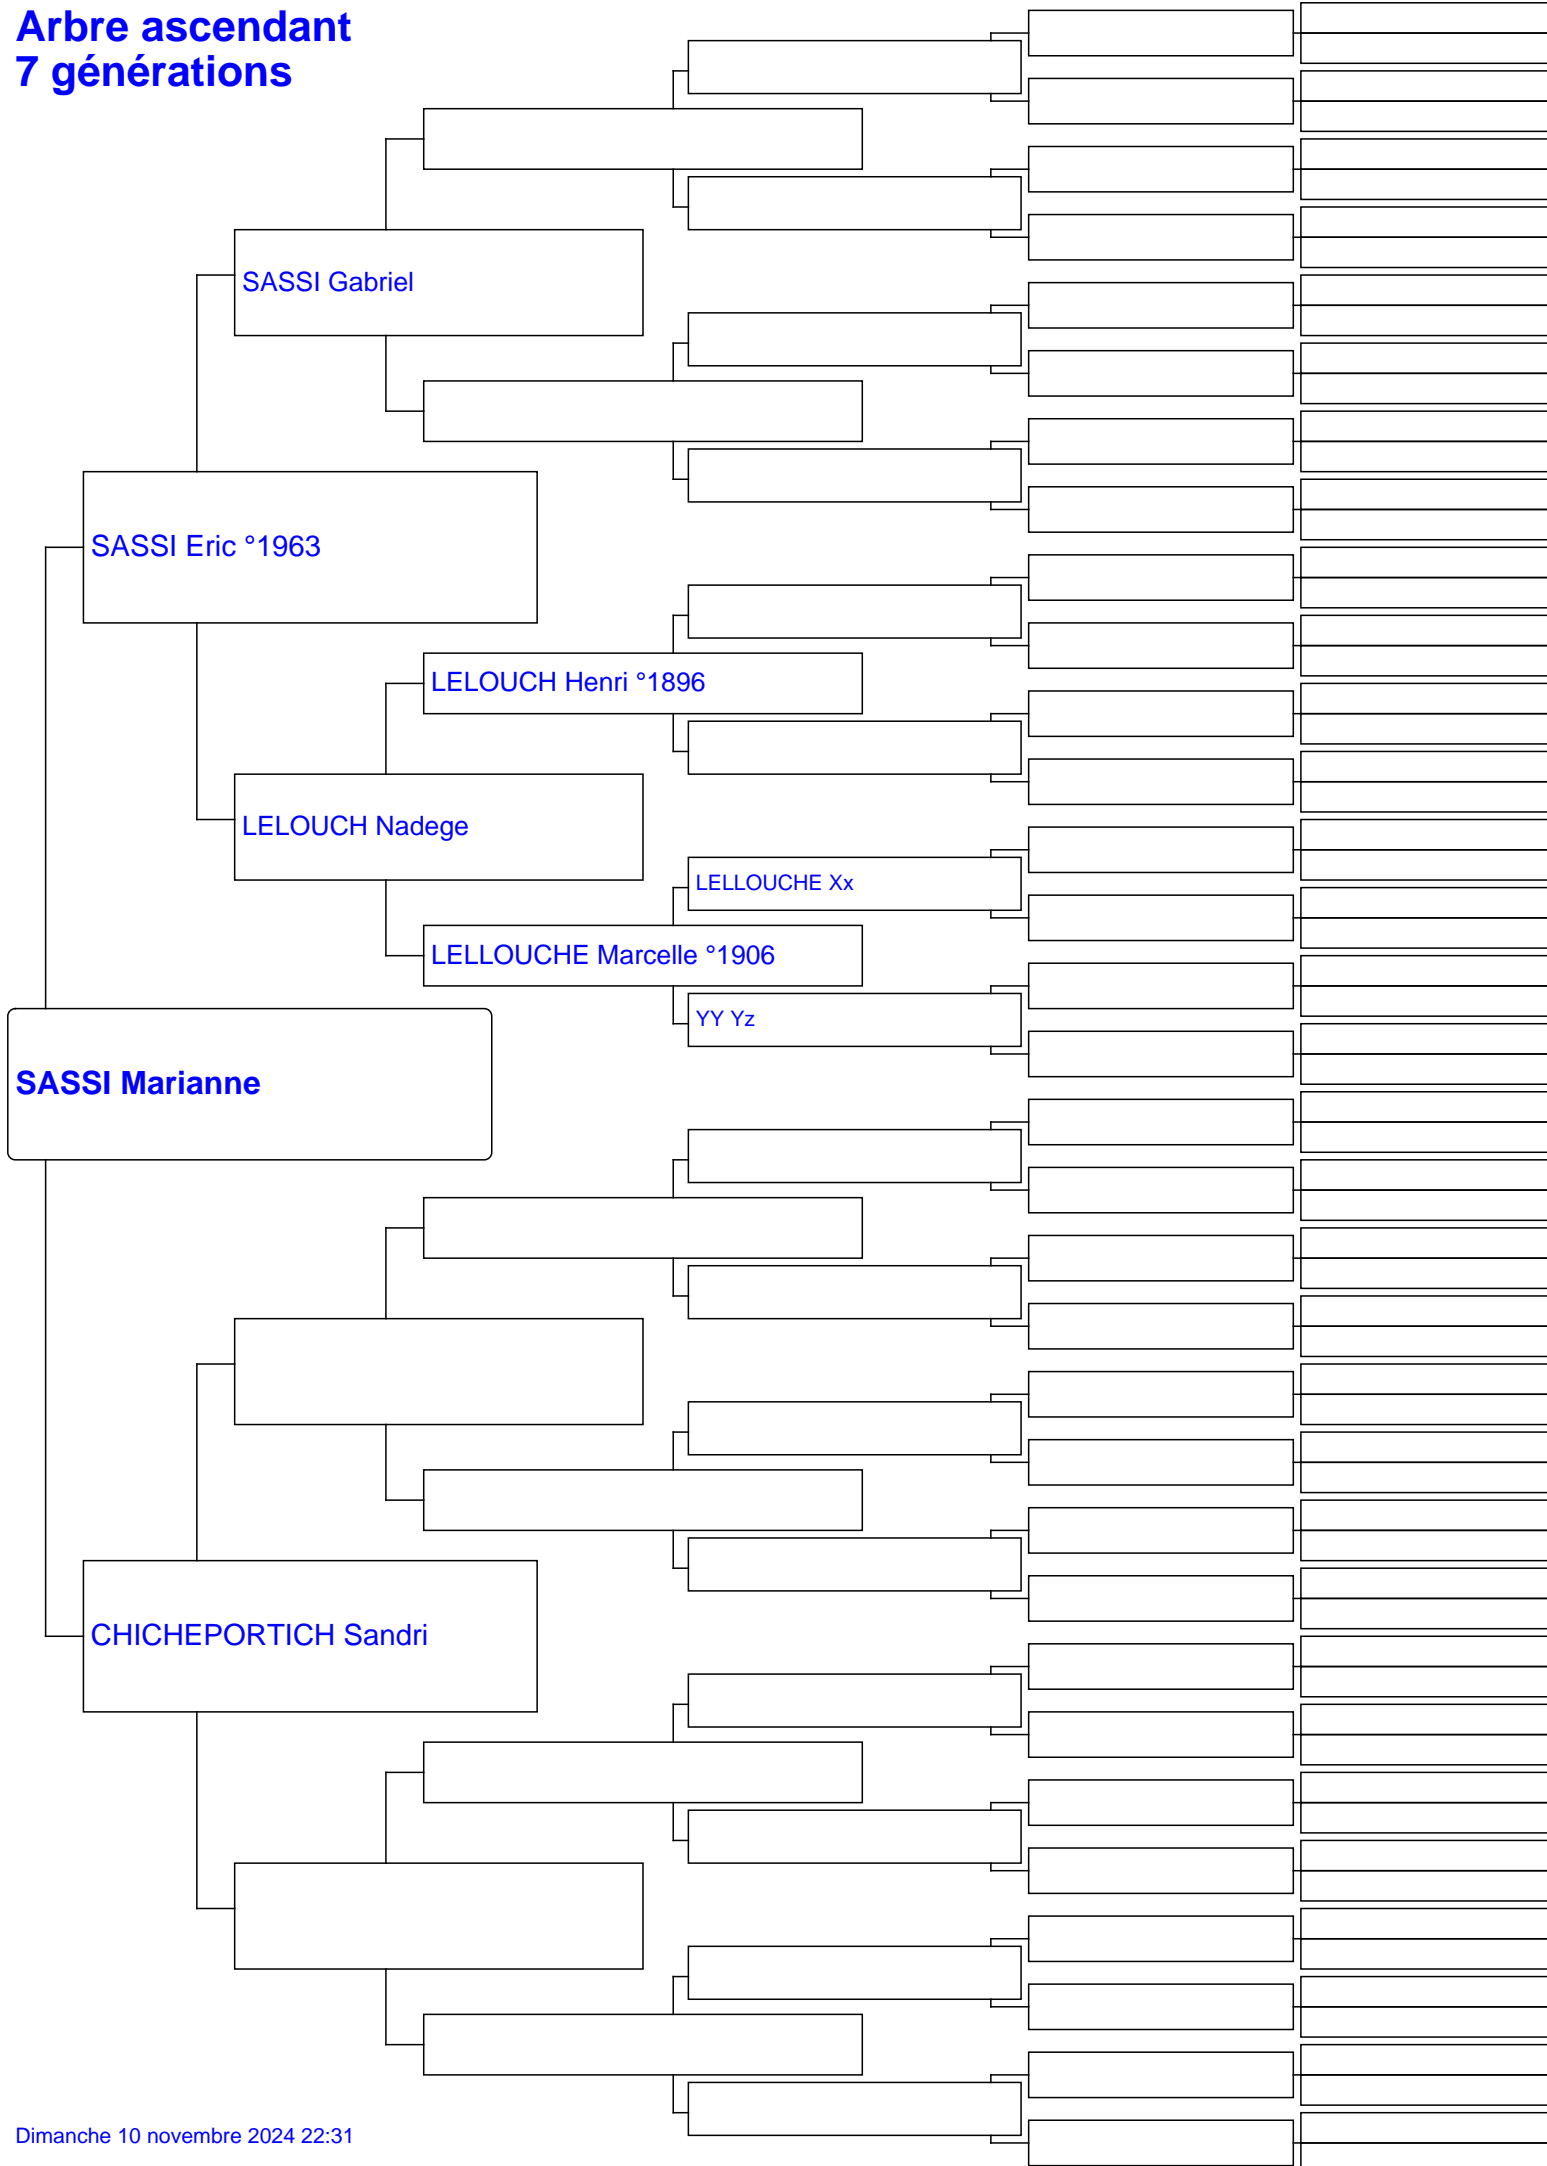 Arbre ascendant
7 générations
SASSI Gabriel
SASSI Eric °1963
LELOUCH Henri °1896
LELOUCH Nadege
LELLOUCHE Xx
LELLOUCHE Marcelle °1906
YY Yz
SASSI Marianne
CHICHEPORTICH Sandri
Dimanche 10 novembre 2024 22:31